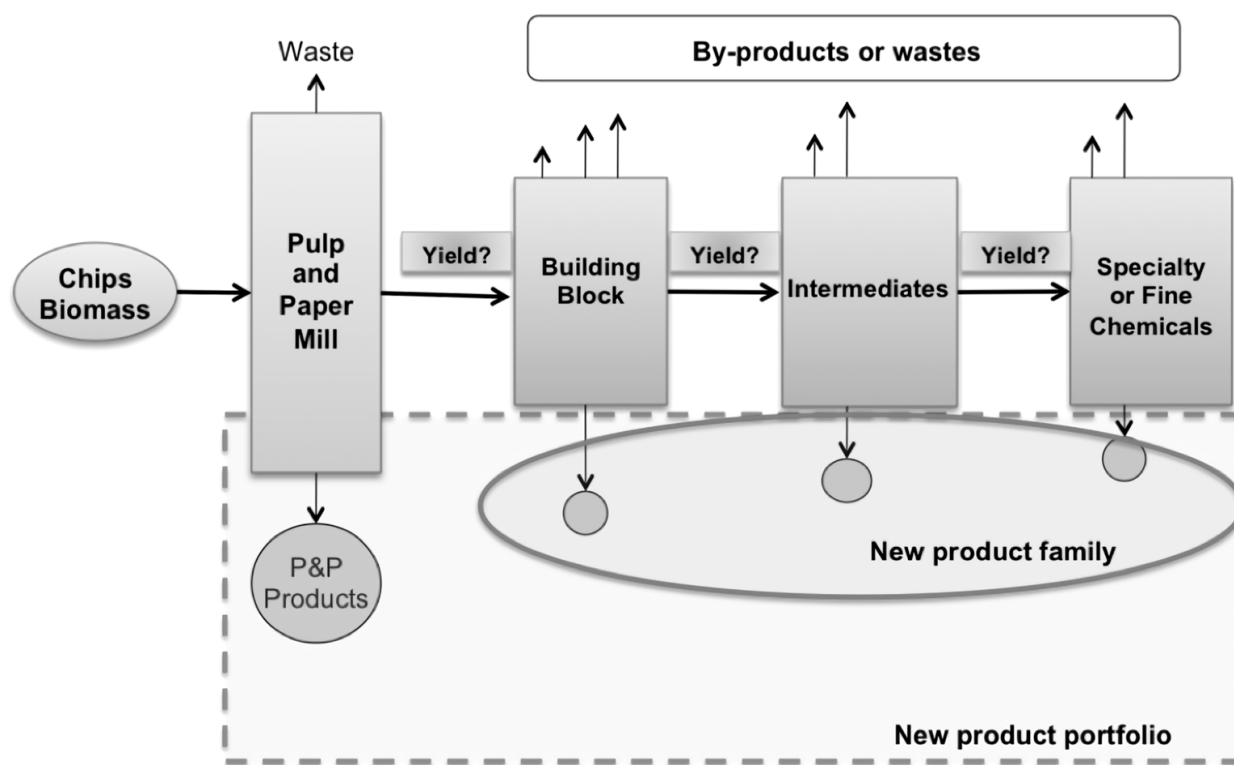 Waste
By-products or wastes
Chips
Biomass
Pulp
and
Paper
Mill
Yield?
Building
Block
Yield?
Intermediates
Yield?
Specialty
or Fine
Chemicals
P&P
Products
New product family
New product portfolio